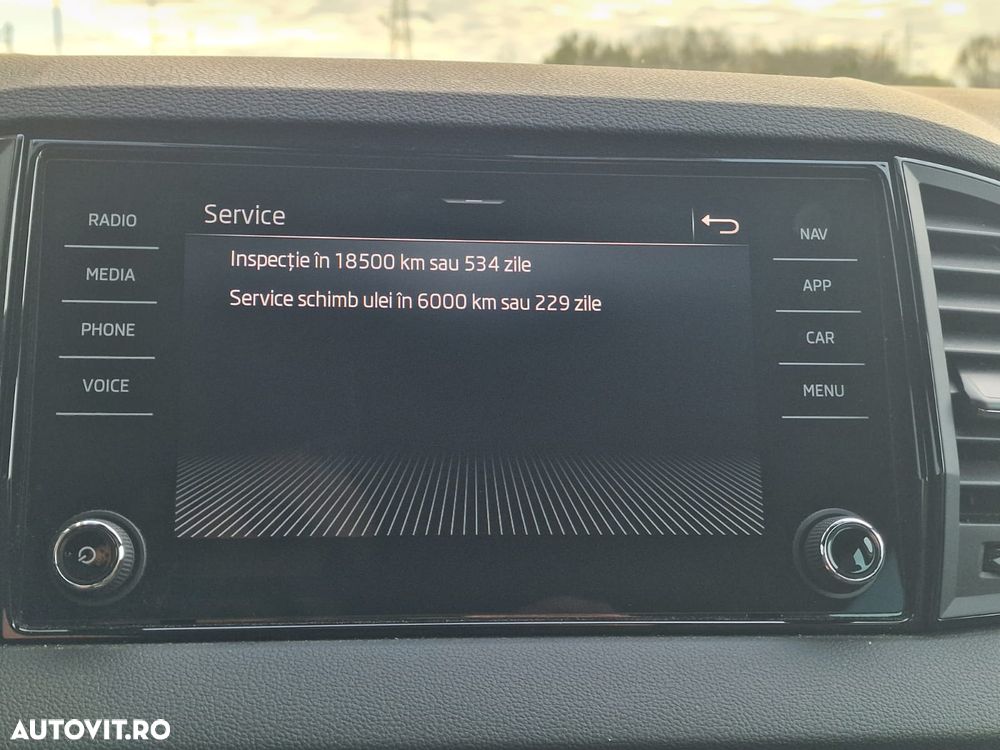 Service
Inspecție în 18500 km sau 534 zile
Service schimb ulei în 6000 km sau 229 zile
RADIO
MEDIA
PHONE
VOICE
NAV
APP
CAR
MENU
AUTOVIT.RO